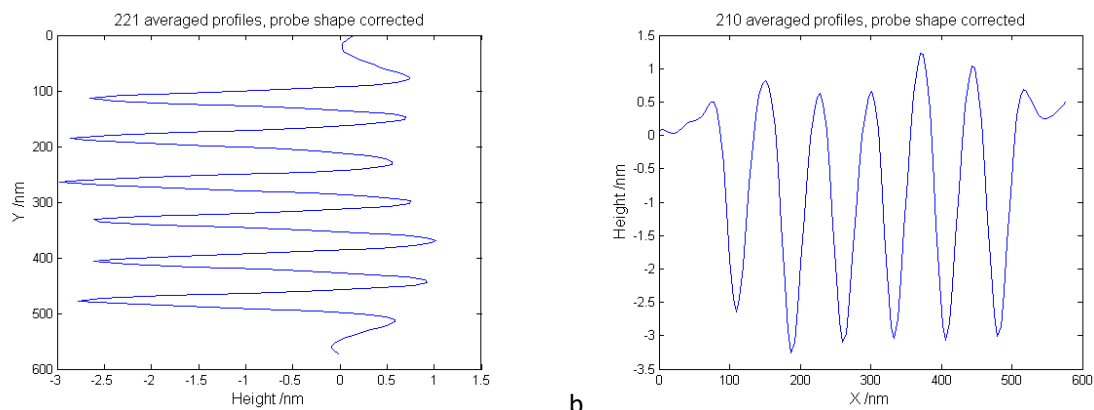 221 averaged profiles, probe shape corrected
0
100
200
300
400
500
600
Y /nm
-3 -2.5 -2 -1.5 -1 -0.5 0 0.5 1 1.5
Height /nm
b
210 averaged profiles, probe shape corrected
1.5
1
0.5
0
-0.5
-1
-1.5
-2
-2.5
-3
-3.5
Height /nm
0 100 200 300 400 500 600
X /nm